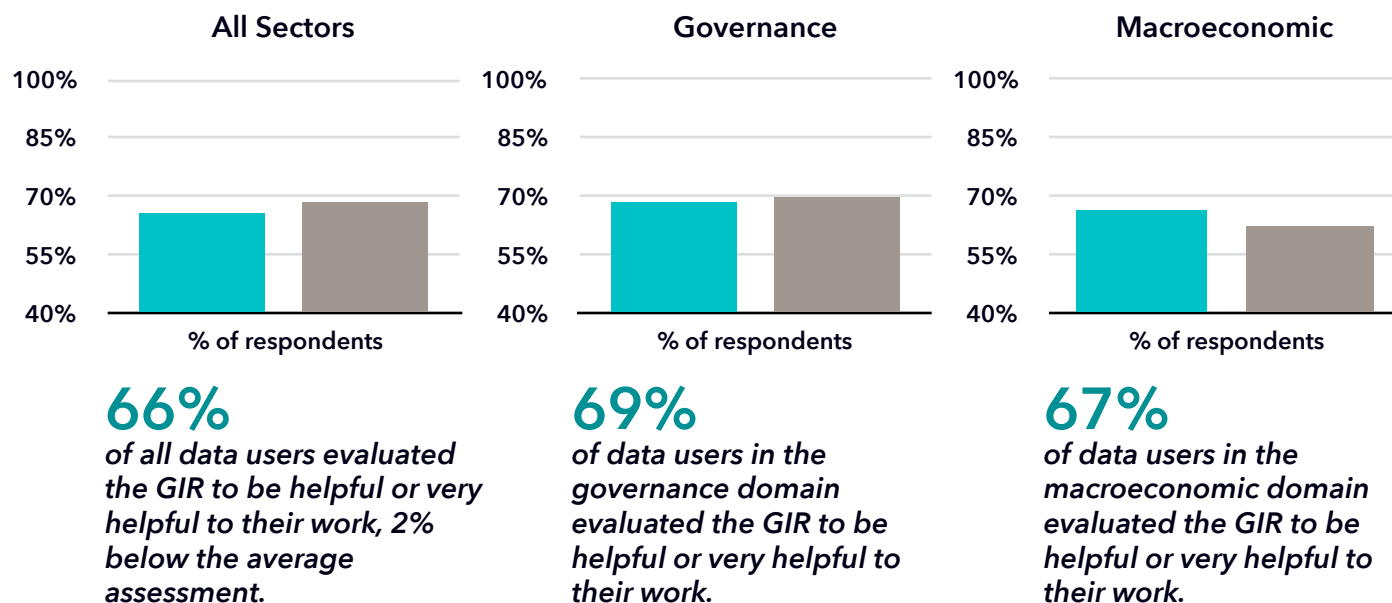 All Sectors
100%
85%
70%
55%
40%
% of respondents
66%
of all data users evaluated
the GIR to be helpful or very
helpful to their work, 2%
below the average
assessment.
Governance
100%
85%
70%
55%
40%
% of respondents
69%
of data users in the
governance domain
evaluated the GIR to be
helpful or very helpful to
their work.
Macroeconomic
100%
85%
70%
55%
40%
% of respondents
67%
of data users in the
macroeconomic domain
evaluated the GIR to be
helpful or very helpful to
their work.